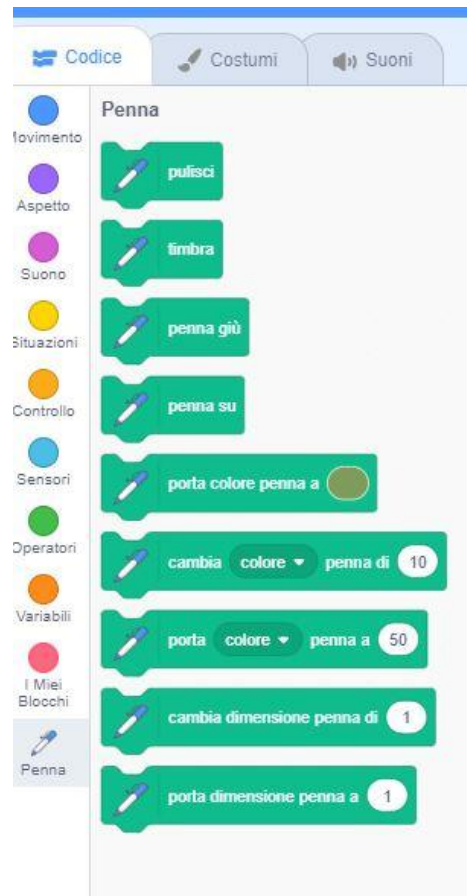 Codice Costumi Suoni
Movimento
Aspetto
Suono
Situazioni
Controllo
Sensori
Operatori
Variabili
I Miei
Blocchi
Penna
Penna
pulisci
timbra
penna giù
penna su
porta colore penna a
cambia colore penna di 10
porta colore penna a 50
cambia dimensione penna di 1
porta dimensione penna a 1